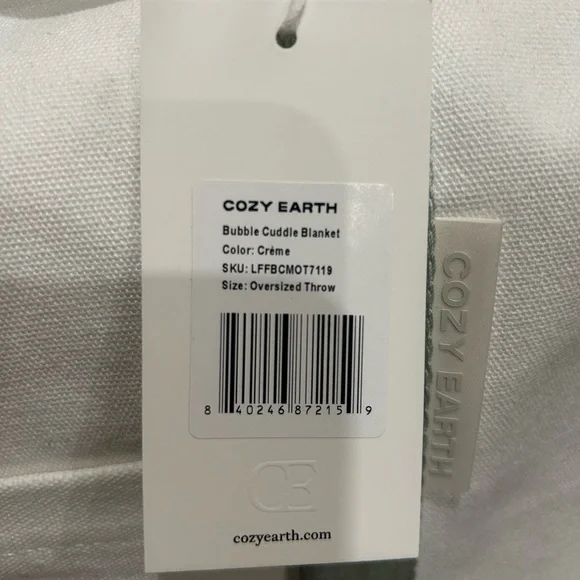 COZY EARTH
Bubble Cuddle Blanket
Color: Crème
SKU: LFFBCMOT7119
Size: Oversized Throw
8 40246 87215 9
CE
cozyearth.com
COZY EARTH